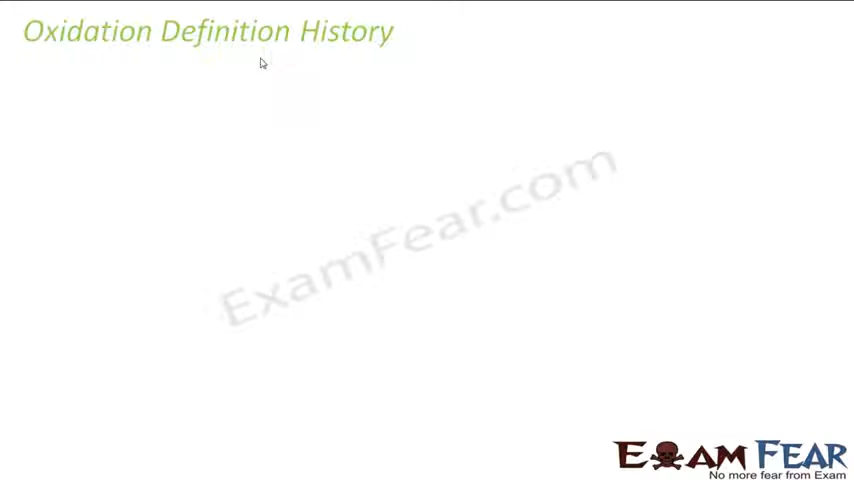 Oxidation Definition History
ExamFear.com
EXAM FEAR
No more fear from Exam